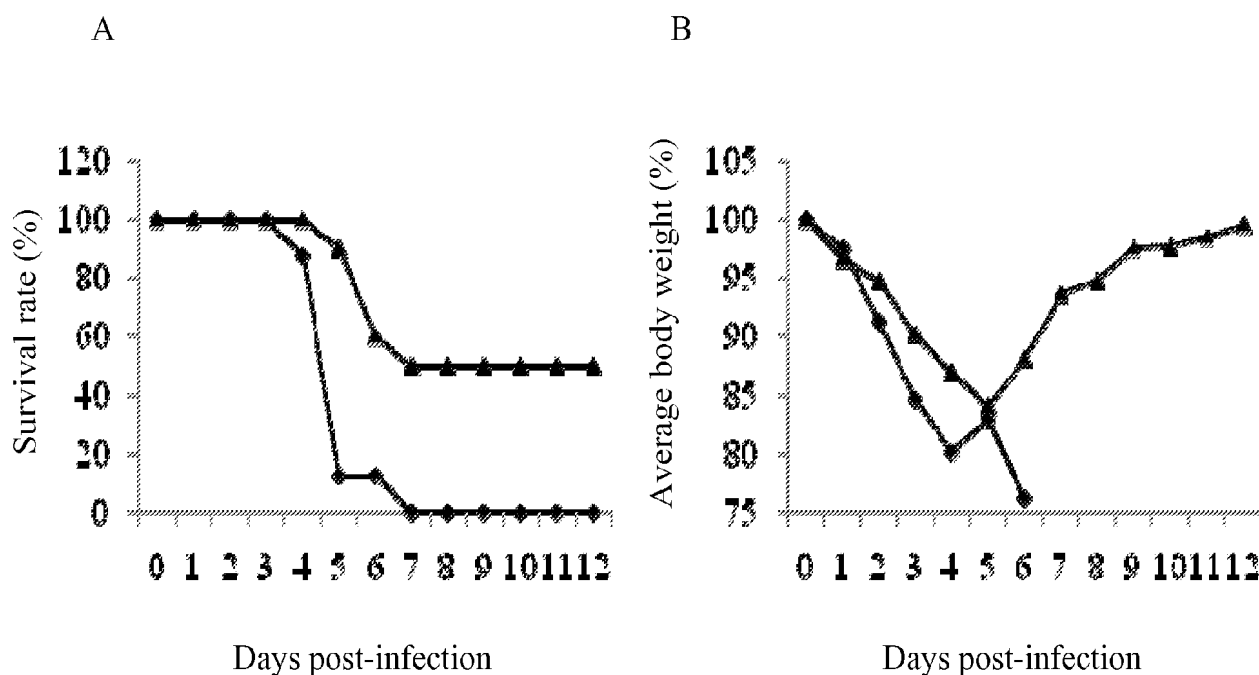 A
B
Survival rate (%)
120
100
80
60
40
20
0
0 1 2 3 4 5 6 7 8 9 10 11 12
Days post-infection
Average body weight (%)
105
100
95
90
85
80
75
0 1 2 3 4 5 6 7 8 9 10 11 12
Days post-infection